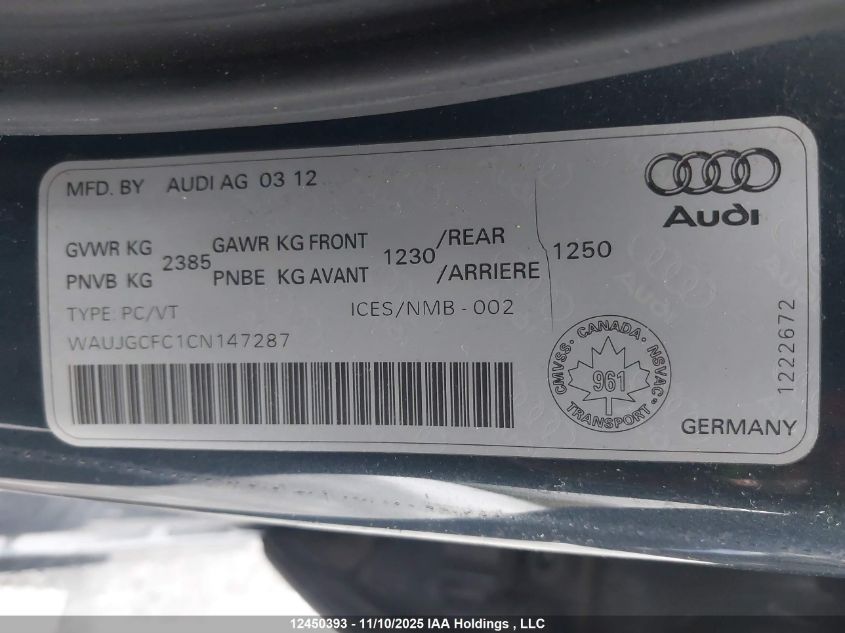 MFD. BY AUDI AG 03 12
Audi
GVWR KG 2385 GAWR KG FRONT 1230 /REAR 1250
PNVB KG PNBE KG AVANT /ARRIERE
TYPE: PC/VT ICES/NMB - 002
WAUJGCFC1CN147287
CMVSS · CANADA · NSVAC ·
961
TRANSPORT
1222672
GERMANY
12450393 - 11/10/2025 IAA Holdings , LLC